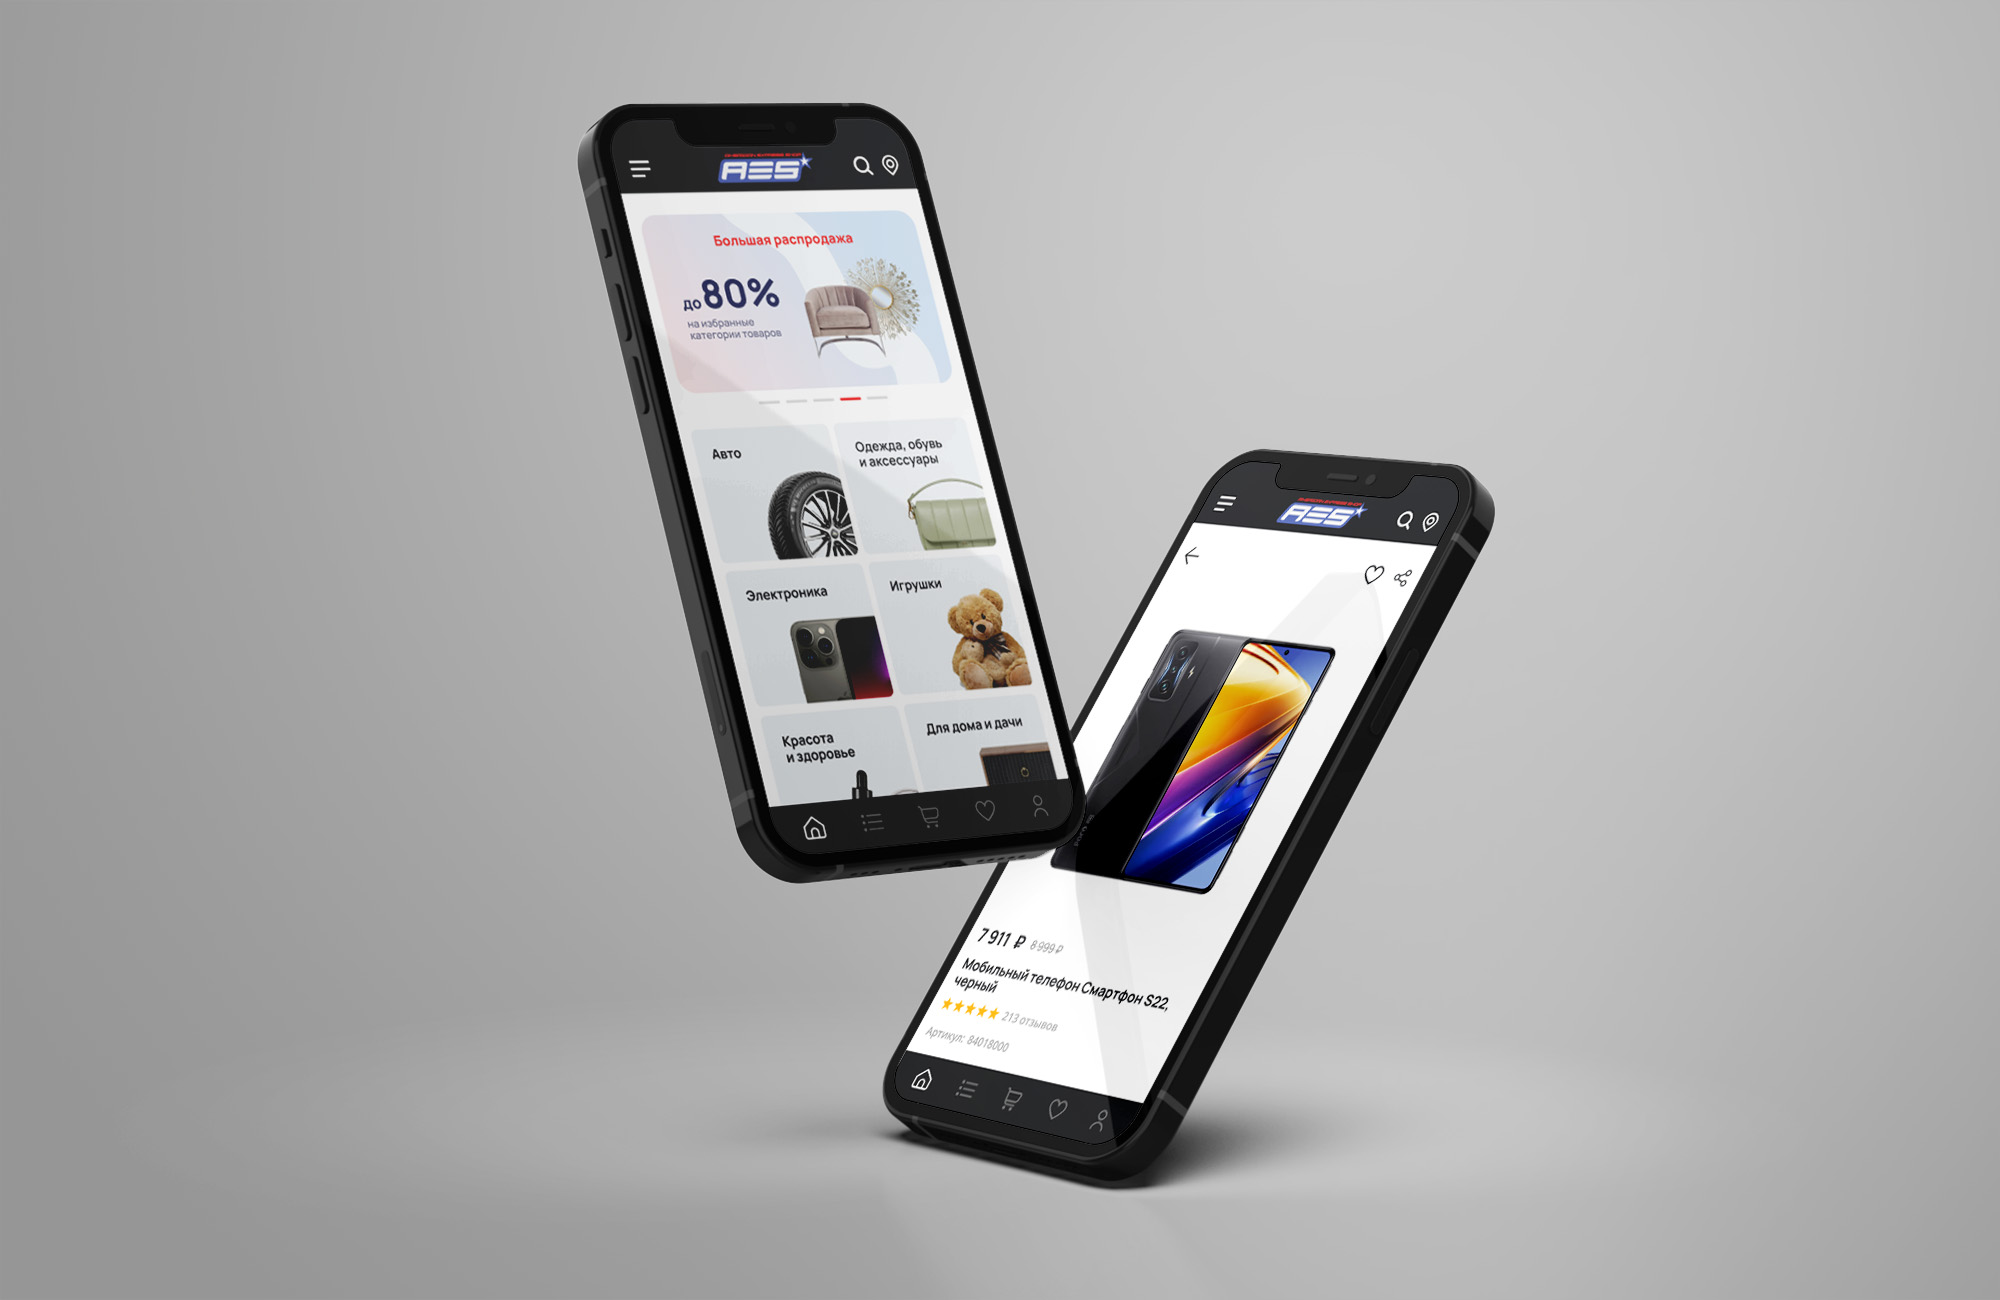 AES
Большая распродажа
до 80%
на избранные
категории товаров
Авто
Одежда, обувь
и аксессуары
Электроника
Игрушки
Красота
и здоровье
Для дома и дачи
AES
7 911 ₽ 8 999 ₽
Мобильный телефон Смартфон S22,
черный
213 отзывов
Артикул: 84018000